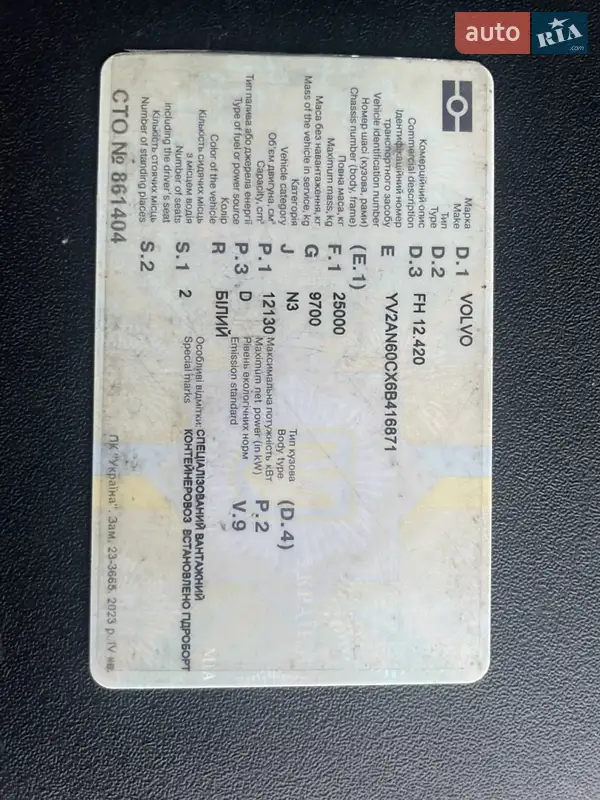 auto RIA .com
Марка
Make
D.1 VOLVO
Тип
Type
D.2
Комерційний опис
Commercial description
D.3 FH 12.420
Ідентифікаційний номер
транспортного засобу
Vehicle identification number
E YV2AN60CX6B416871
Номер шасі (кузова, рами)
Chassis number (body, frame)
(E.1)
Повна маса, кг
Maximum mass, kg
F.1 25000
Маса без навантаження, кг
Mass of the vehicle in service, kg
G 9700
Категорія
Vehicle category
J N3
Тип кузова
Body type
(D.4)
Об'єм двигуна, см³
Capacity, cm³
P.1 12130
Максимальна потужність кВт
Maximum net power (in kW)
P.2
Тип палива або джерела енергії
Type of fuel or power source
P.3 D
Рівень екологічних норм
Emission standard
V.9
Колір
Color of the vehicle
R БІЛИЙ
Кількість сидячих місць
з місцем водія
Number of seats
including the driver's seat
S.1 2
Особливі відмітки: СПЕЦІАЛІЗОВАНИЙ ВАНТАЖНИЙ
Special marks КОНТЕЙНЕРОВОЗ ВСТАНОВЛЕНО ГІДРОБОРТ
Кількість стоячих місць
Number of standing places
S.2
СТО № 861404
ПК "Україна". Зам. 23-3665. 2023 р. IV кв.